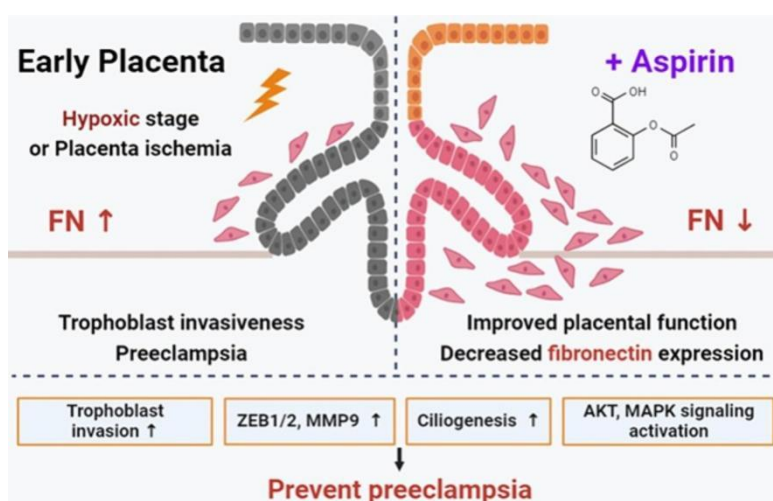 Early Placenta
Hypoxic stage
or Placenta ischemia
FN ↑
Trophoblast invasiveness
Preeclampsia
+ Aspirin
O
OH
O
O
FN ↓
Improved placental function
Decreased fibronectin expression
Trophoblast
invasion ↑
ZEB1/2, MMP9 ↑
Ciliogenesis ↑
AKT, MAPK signaling
activation
Prevent preeclampsia